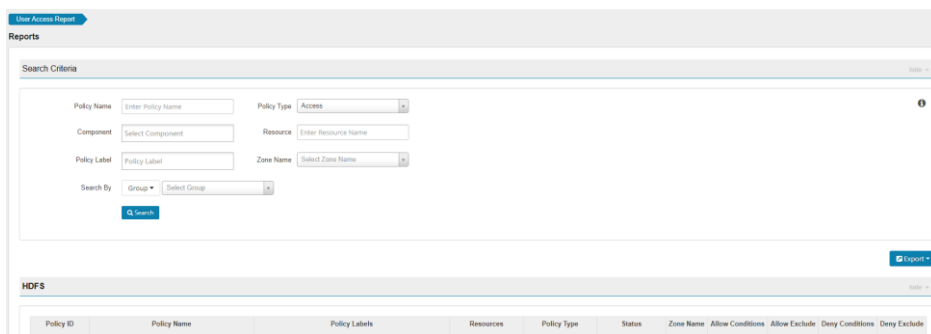 User Access Report
Reports
Search Criteria
hide
Policy Name Enter Policy Name Policy Type Access
Component Select Component Resource Enter Resource Name
Policy Label Policy Label Zone Name Select Zone Name
Search By Group Select Group
Search
Export
HDFS
hide
Policy ID Policy Name Policy Labels Resources Policy Type Status Zone Name Allow Conditions Allow Exclude Deny Conditions Deny Exclude